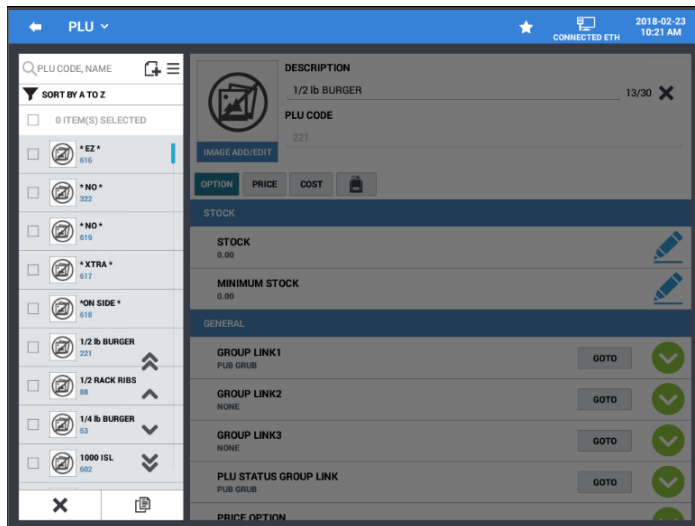 PLU
CONNECTED ETH
2018-02-23
10:21 AM
PLU CODE, NAME
SORT BY A TO Z
0 ITEM(S) SELECTED
* EZ *
616
* NO *
322
* NO *
619
* XTRA *
617
*ON SIDE *
618
1/2 lb BURGER
221
1/2 RACK RIBS
88
1/4 lb BURGER
53
1000 ISL
602
DESCRIPTION
1/2 lb BURGER
13/30
PLU CODE
221
IMAGE ADD/EDIT
OPTION PRICE COST
STOCK
STOCK
0.00
MINIMUM STOCK
0.00
GENERAL
GROUP LINK1
PUB GRUB
GOTO
GROUP LINK2
NONE
GOTO
GROUP LINK3
NONE
GOTO
PLU STATUS GROUP LINK
PUB GRUB
GOTO
PRICE OPTION